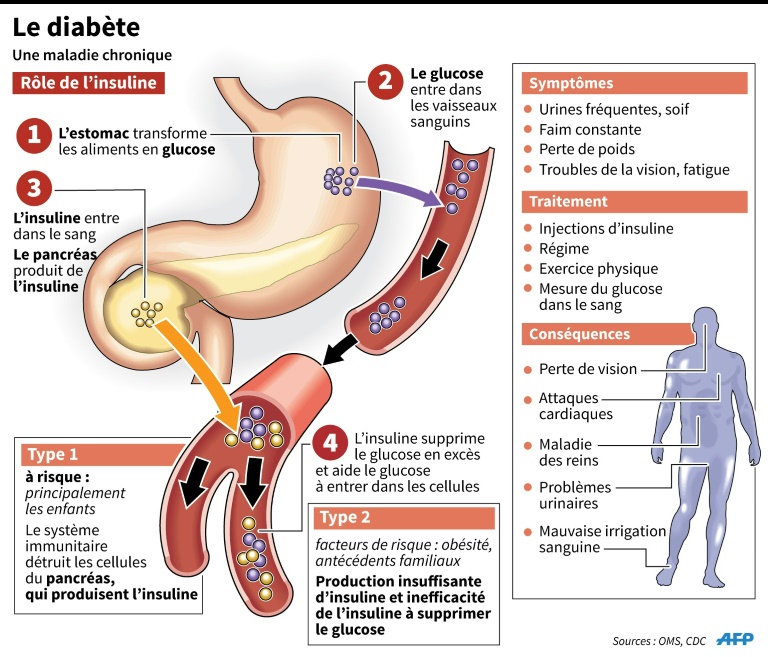 Le diabète
Une maladie chronique
Rôle de l'insuline
1
L'estomac transforme
les aliments en glucose
2
Le glucose
entre dans
les vaisseaux
sanguins
3
L'insuline entre
dans le sang
Le pancréas
produit de
l'insuline
4
L'insuline supprime
le glucose en excès
et aide le glucose
à entrer dans les cellules
Type 1
à risque :
principalement
les enfants
Le système
immunitaire
détruit les cellules
du pancréas,
qui produisent l'insuline
Type 2
facteurs de risque : obésité,
antécédents familiaux
Production insuffisante
d'insuline et inefficacité
de l'insuline à supprimer
le glucose
Symptômes
Urines fréquentes, soif
Faim constante
Perte de poids
Troubles de la vision, fatigue
Traitement
Injections d'insuline
Régime
Exercice physique
Mesure du glucose
dans le sang
Conséquences
Perte de vision
Attaques
cardiaques
Maladie
des reins
Problèmes
urinaires
Mauvaise irrigation
sanguine
Sources : OMS, CDC
AFP